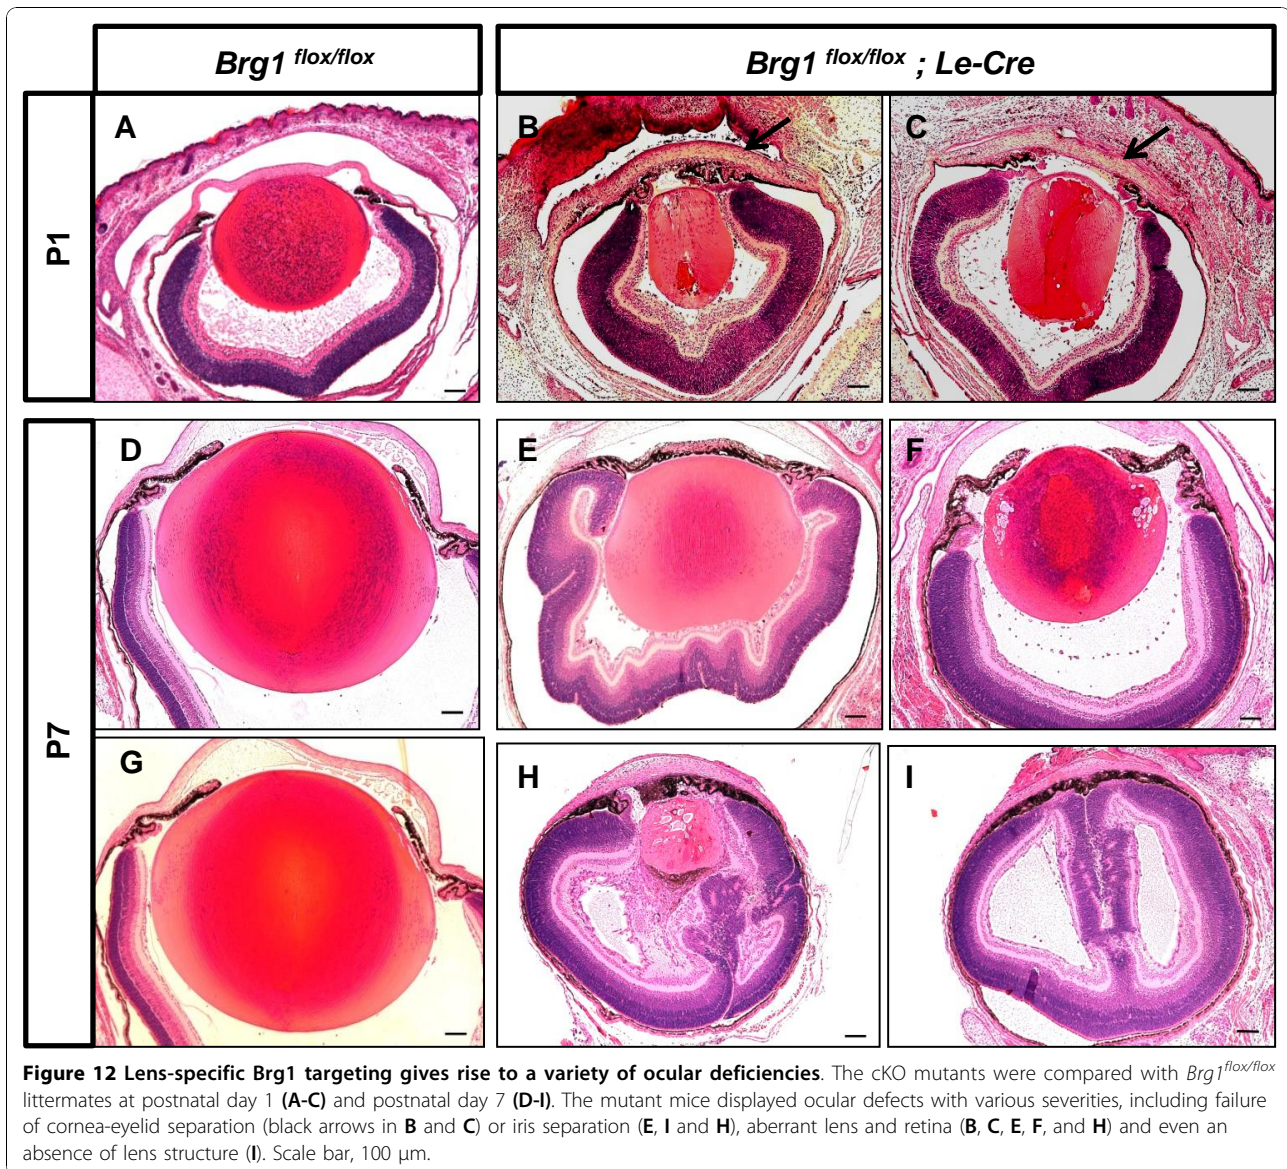 Brg1 flox/flox
Brg1 flox/flox ; Le-Cre
P1
A
B
C
P7
D
E
F
G
H
I
Figure 12 Lens-specific Brg1 targeting gives rise to a variety of ocular deficiencies. The cKO mutants were compared with Brg1flox/flox
littermates at postnatal day 1 (A-C) and postnatal day 7 (D-I). The mutant mice displayed ocular defects with various severities, including failure
of cornea-eyelid separation (black arrows in B and C) or iris separation (E, I and H), aberrant lens and retina (B, C, E, F, and H) and even an
absence of lens structure (I). Scale bar, 100 μm.